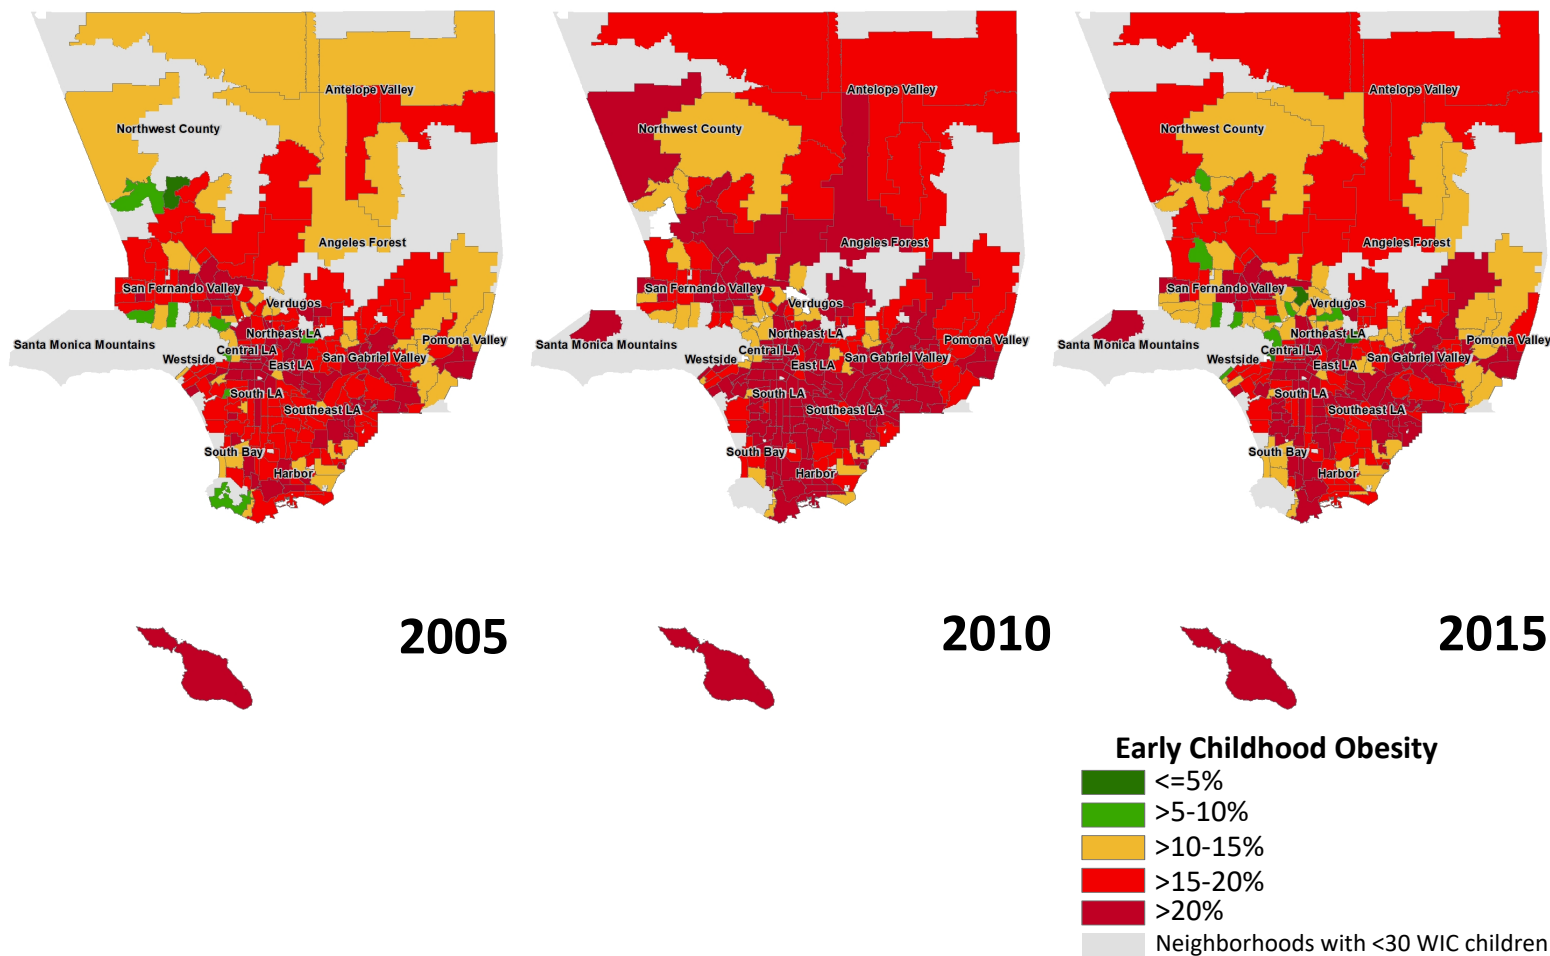 Antelope Valley
Northwest County
Angeles Forest
San Fernando Valley
Verdugos
Northeast LA
Santa Monica Mountains
Westside
Central LA
East LA
San Gabriel Valley
Pomona Valley
South LA
Southeast LA
South Bay
Harbor
2005
Antelope Valley
Northwest County
Angeles Forest
San Fernando Valley
Verdugos
Northeast LA
Santa Monica Mountains
Westside
Central LA
East LA
San Gabriel Valley
Pomona Valley
South LA
Southeast LA
South Bay
Harbor
2010
Antelope Valley
Northwest County
Angeles Forest
San Fernando Valley
Verdugos
Northeast LA
Santa Monica Mountains
Westside
Central LA
East LA
San Gabriel Valley
Pomona Valley
South LA
Southeast LA
South Bay
Harbor
2015
Early Childhood Obesity
<=5%
>5-10%
>10-15%
>15-20%
>20%
Neighborhoods with <30 WIC children